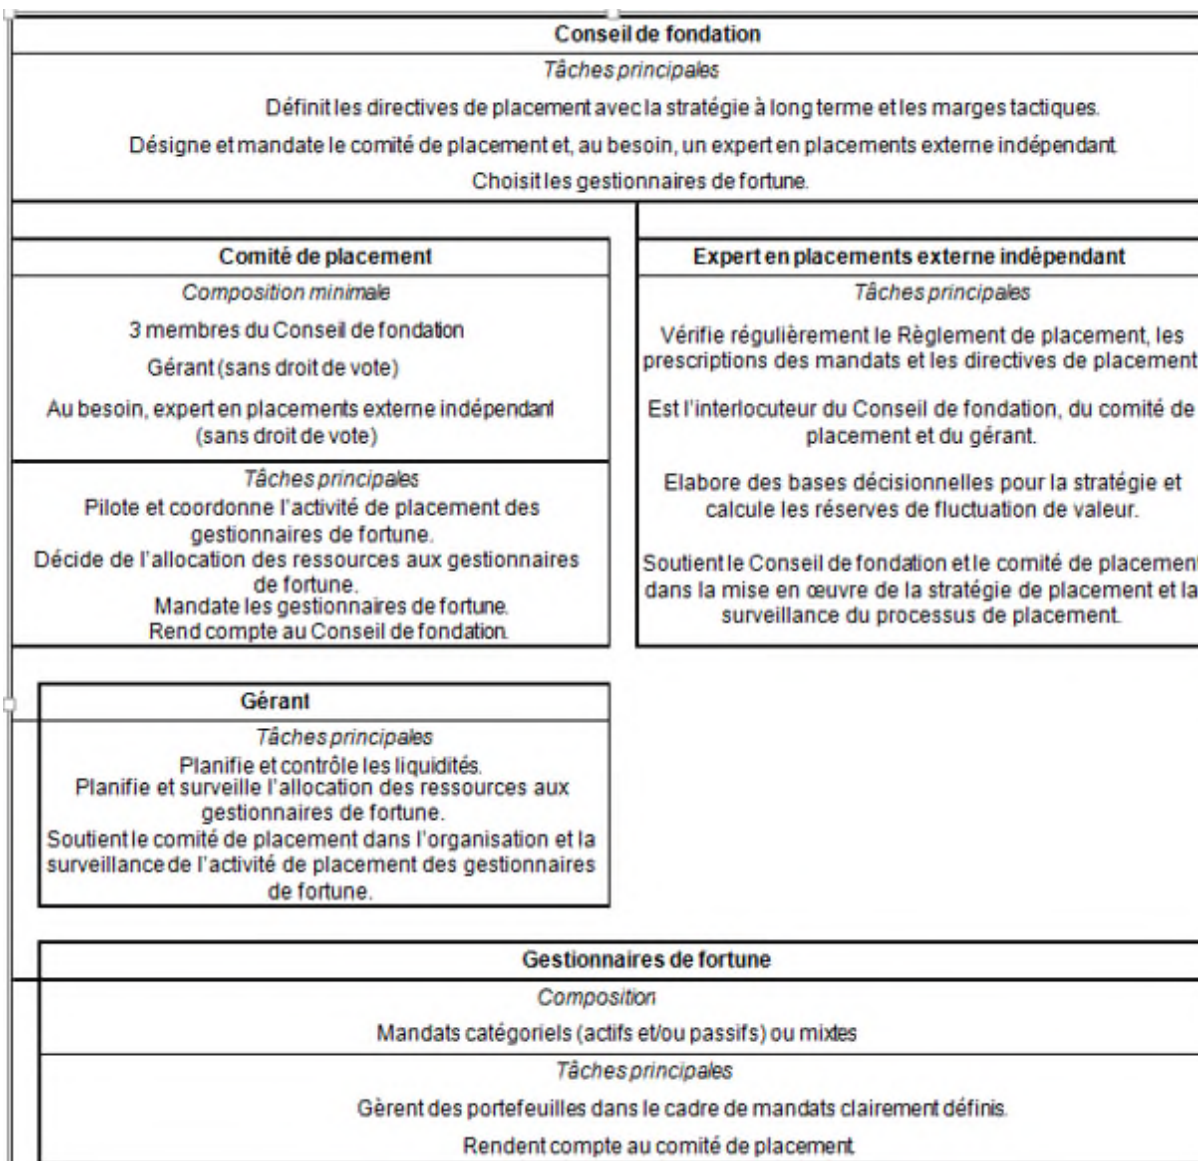 Conseil de fondation
Tâches principales
Définit les directives de placement avec la stratégie à long terme et les marges tactiques.
Désigne et mandate le comité de placement et, au besoin, un expert en placements externe indépendant
Choisit les gestionnaires de fortune.
Comité de placement
Composition minimale
3 membres du Conseil de fondation
Gérant (sans droit de vote)
Au besoin, expert en placements externe indépendant
(sans droit de vote)
Tâches principales
Pilote et coordonne l'activité de placement des
gestionnaires de fortune.
Décide de l'allocation des ressources aux gestionnaires
de fortune.
Mandate les gestionnaires de fortune.
Rend compte au Conseil de fondation.
Expert en placements externe indépendant
Tâches principales
Vérifie régulièrement le Règlement de placement, les
prescriptions des mandats et les directives de placement
Est l'interlocuteur du Conseil de fondation, du comité de
placement et du gérant.
Elabore des bases décisionnelles pour la stratégie et
calcule les réserves de fluctuation de valeur.
Soutient le Conseil de fondation et le comité de placement
dans la mise en œuvre de la stratégie de placement et la
surveillance du processus de placement.
Gérant
Tâches principales
Planifie et contrôle les liquidités.
Planifie et surveille l'allocation des ressources aux
gestionnaires de fortune.
Soutient le comité de placement dans l'organisation et la
surveillance de l'activité de placement des gestionnaires
de fortune.
Gestionnaires de fortune
Composition
Mandats catégoriels (actifs et/ou passifs) ou mixtes
Tâches principales
Gèrent des portefeuilles dans le cadre de mandats clairement définis.
Rendent compte au comité de placement